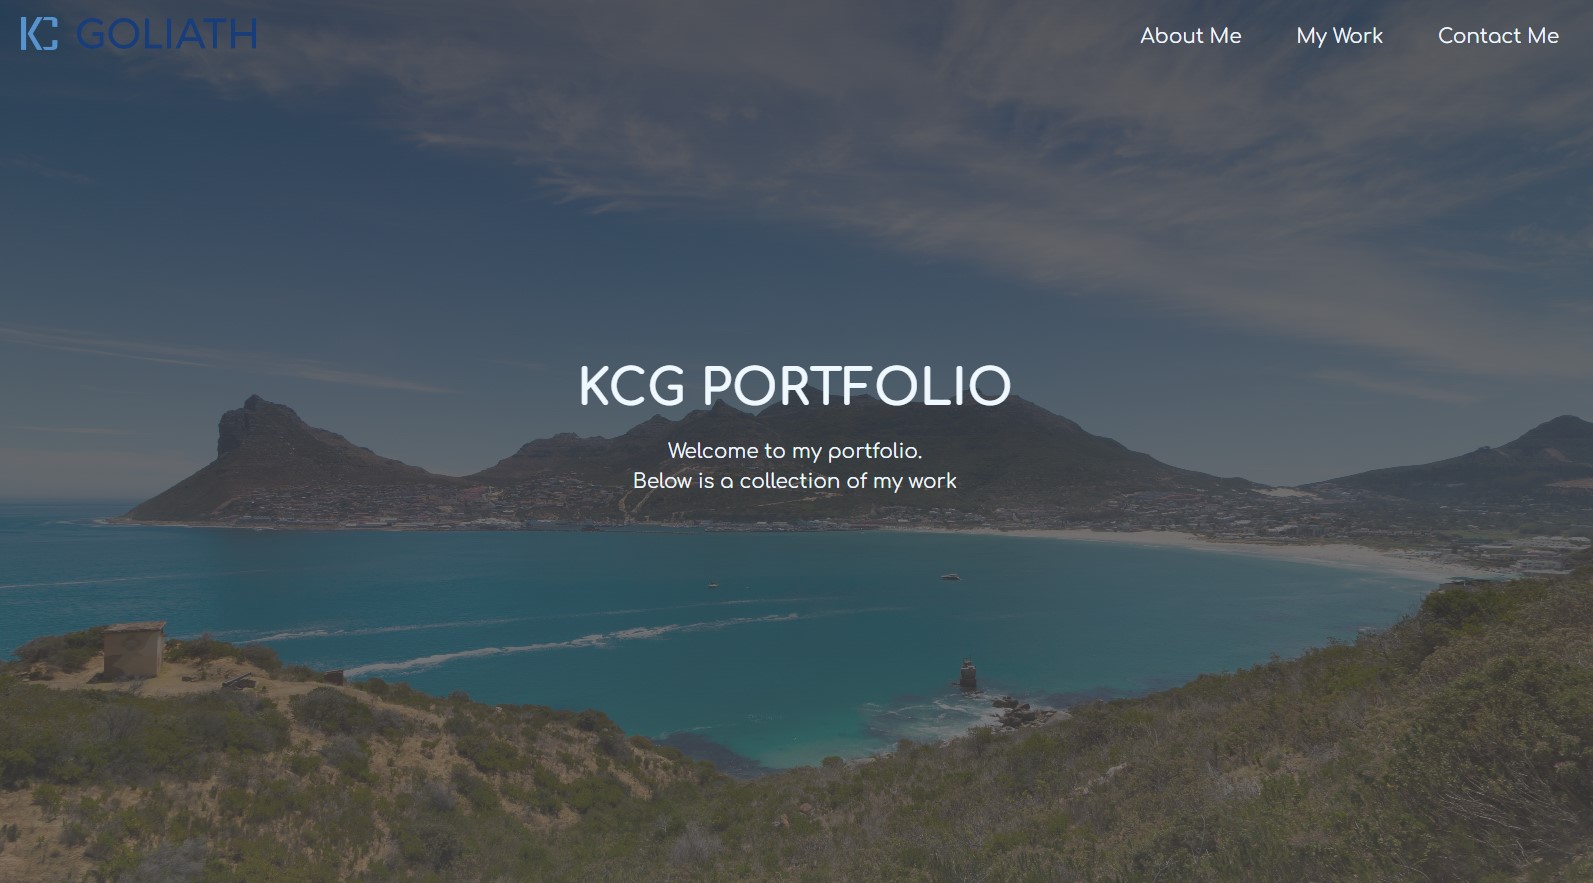 KC GOLIATH
About Me
My Work
Contact Me
KCG PORTFOLIO
Welcome to my portfolio.
Below is a collection of my work